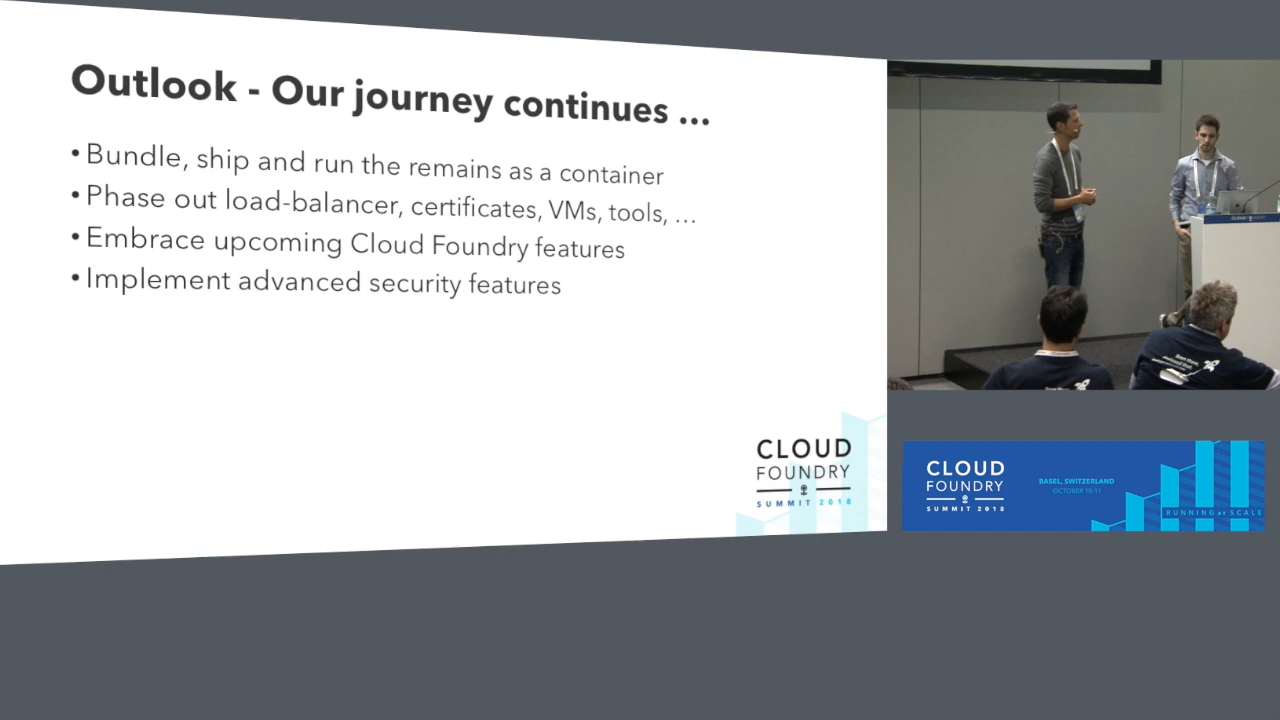 Outlook - Our journey continues ...
• Bundle, ship and run the remains as a container
• Phase out load-balancer, certificates, VMs, tools, ...
• Embrace upcoming Cloud Foundry features
• Implement advanced security features
CLOUD
FOUNDRY
SUMMIT 2018
CLOUD
FOUNDRY
SUMMIT 2018
BASEL, SWITZERLAND
OCTOBER 10-11
RUNNING AT SCALE